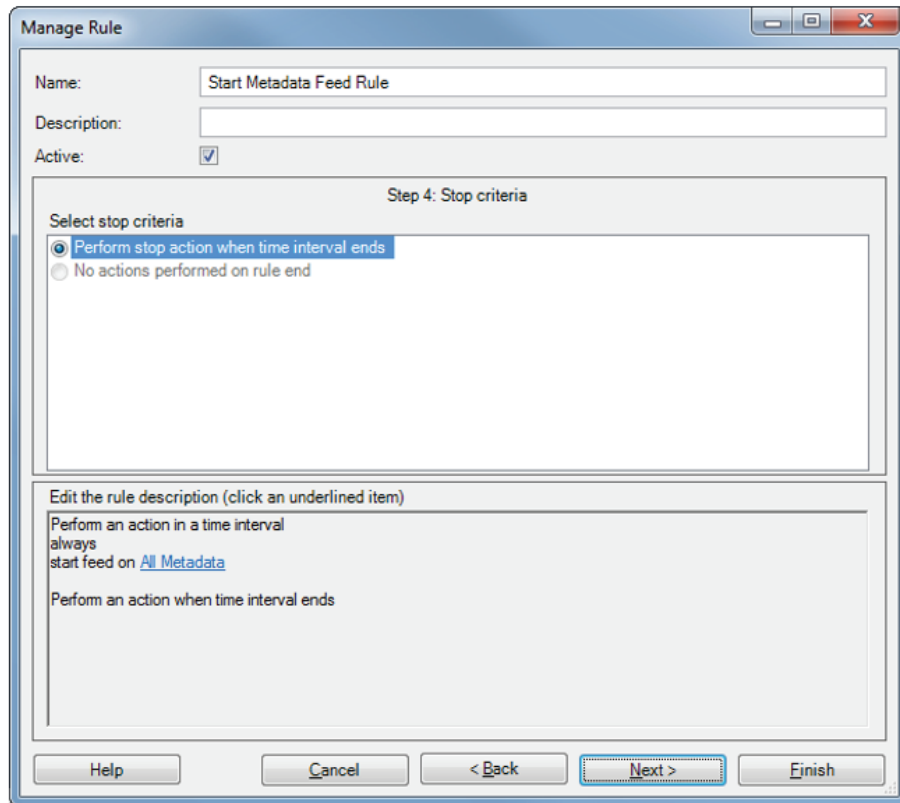 Manage Rule
Name: Start Metadata Feed Rule
Description:
Active:
Step 4: Stop criteria
Select stop criteria
Perform stop action when time interval ends
No actions performed on rule end
Edit the rule description (click an underlined item)
Perform an action in a time interval
always
start feed on All Metadata
Perform an action when time interval ends
Help Cancel < Back Next > Finish